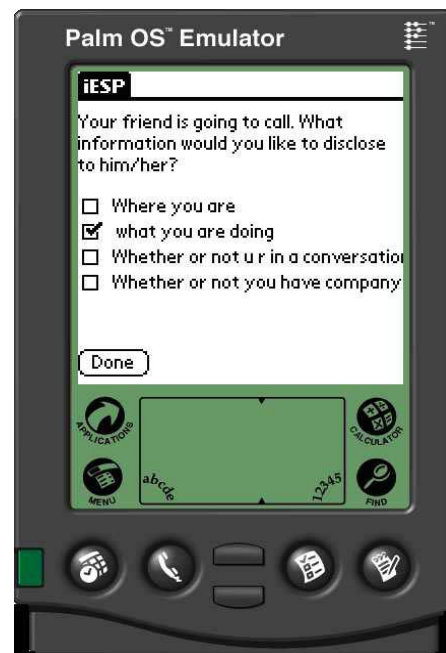 Palm OS™ Emulator
iESP
Your friend is going to call. What
information would you like to disclose
to him/her?
Where you are
what you are doing
Whether or not u r in a conversation
Whether or not you have company
Done
APPLICATIONS
CALCULATOR
MENU
abcde
12345
FIND